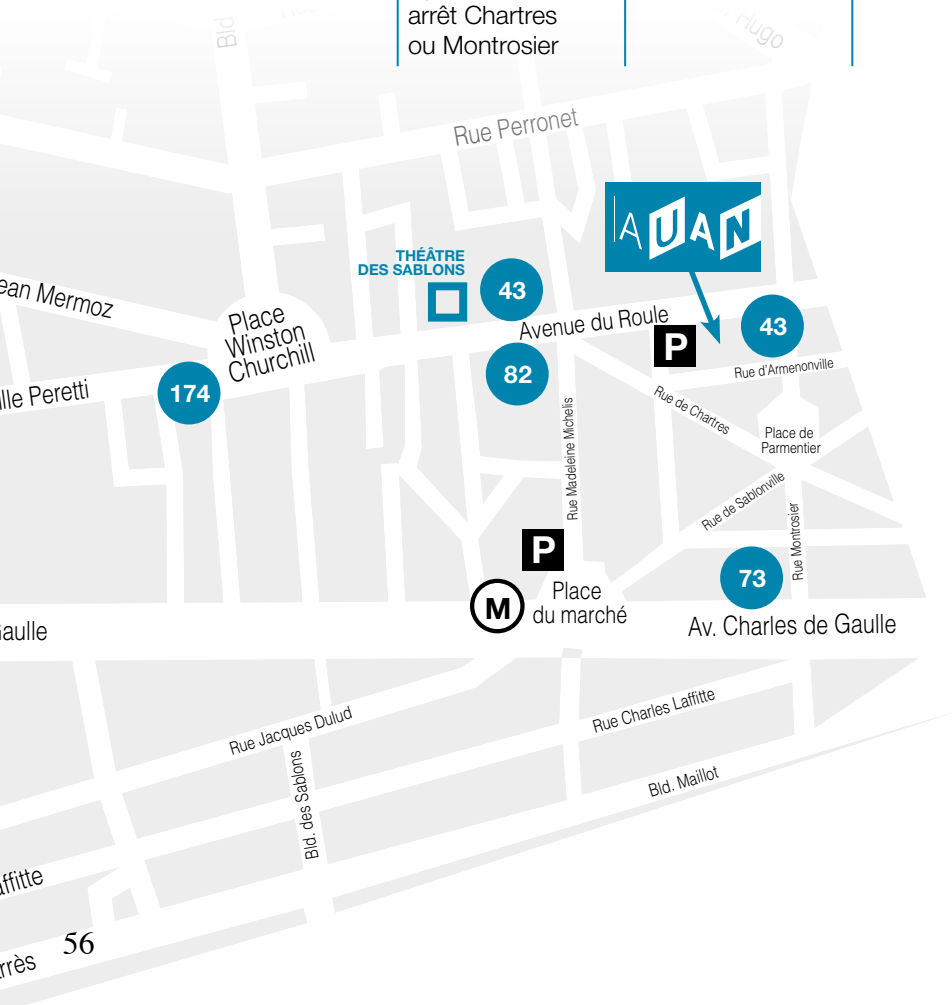 arrêt Chartres
ou Montrosier
Bld
Hugo
Rue Perronet
AUAN
THÉÂTRE
DES SABLONS
43
Avenue du Roule
P
43
ean Mermoz
Place
Winston
Churchill
82
Rue d'Armenonville
lle Peretti
174
Rue de Chartres
Place de
Parmentier
Rue Madeleine Michelis
Rue de Sablonville
Rue Montrosier
P
73
M
Place
du marché
Av. Charles de Gaulle
aulle
Rue Jacques Dulud
Rue Charles Laffitte
Bld. des Sablons
Bld. Maillot
affitte
56
rrès